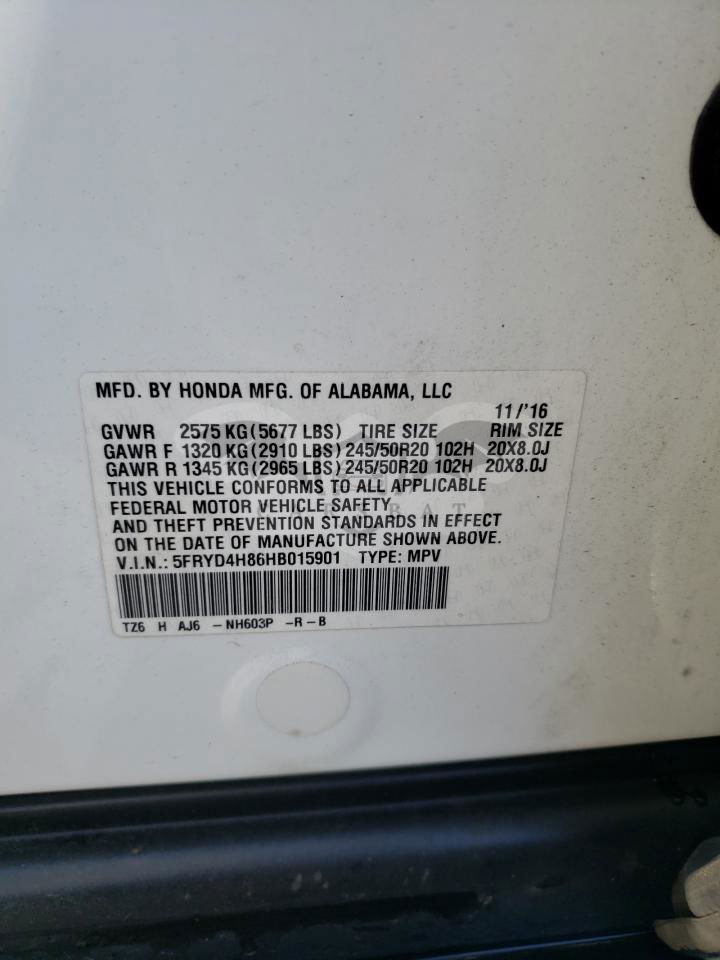 MFD. BY HONDA MFG. OF ALABAMA, LLC
11/'16
GVWR 2575 KG(5677 LBS) TIRE SIZE RIM SIZE
GAWR F 1320 KG(2910 LBS)245/50R20 102H 20X8.0J
GAWR R 1345 KG(2965 LBS)245/50R20 102H 20X8.0J
THIS VEHICLE CONFORMS TO ALL APPLICABLE
FEDERAL MOTOR VEHICLE SAFETY
AND THEFT PREVENTION STANDARDS IN EFFECT
ON THE DATE OF MANUFACTURE SHOWN ABOVE.
V.I.N.: 5FRYD4H86HB015901 TYPE: MPV
TZ6 H AJ6 -NH603P -R-B